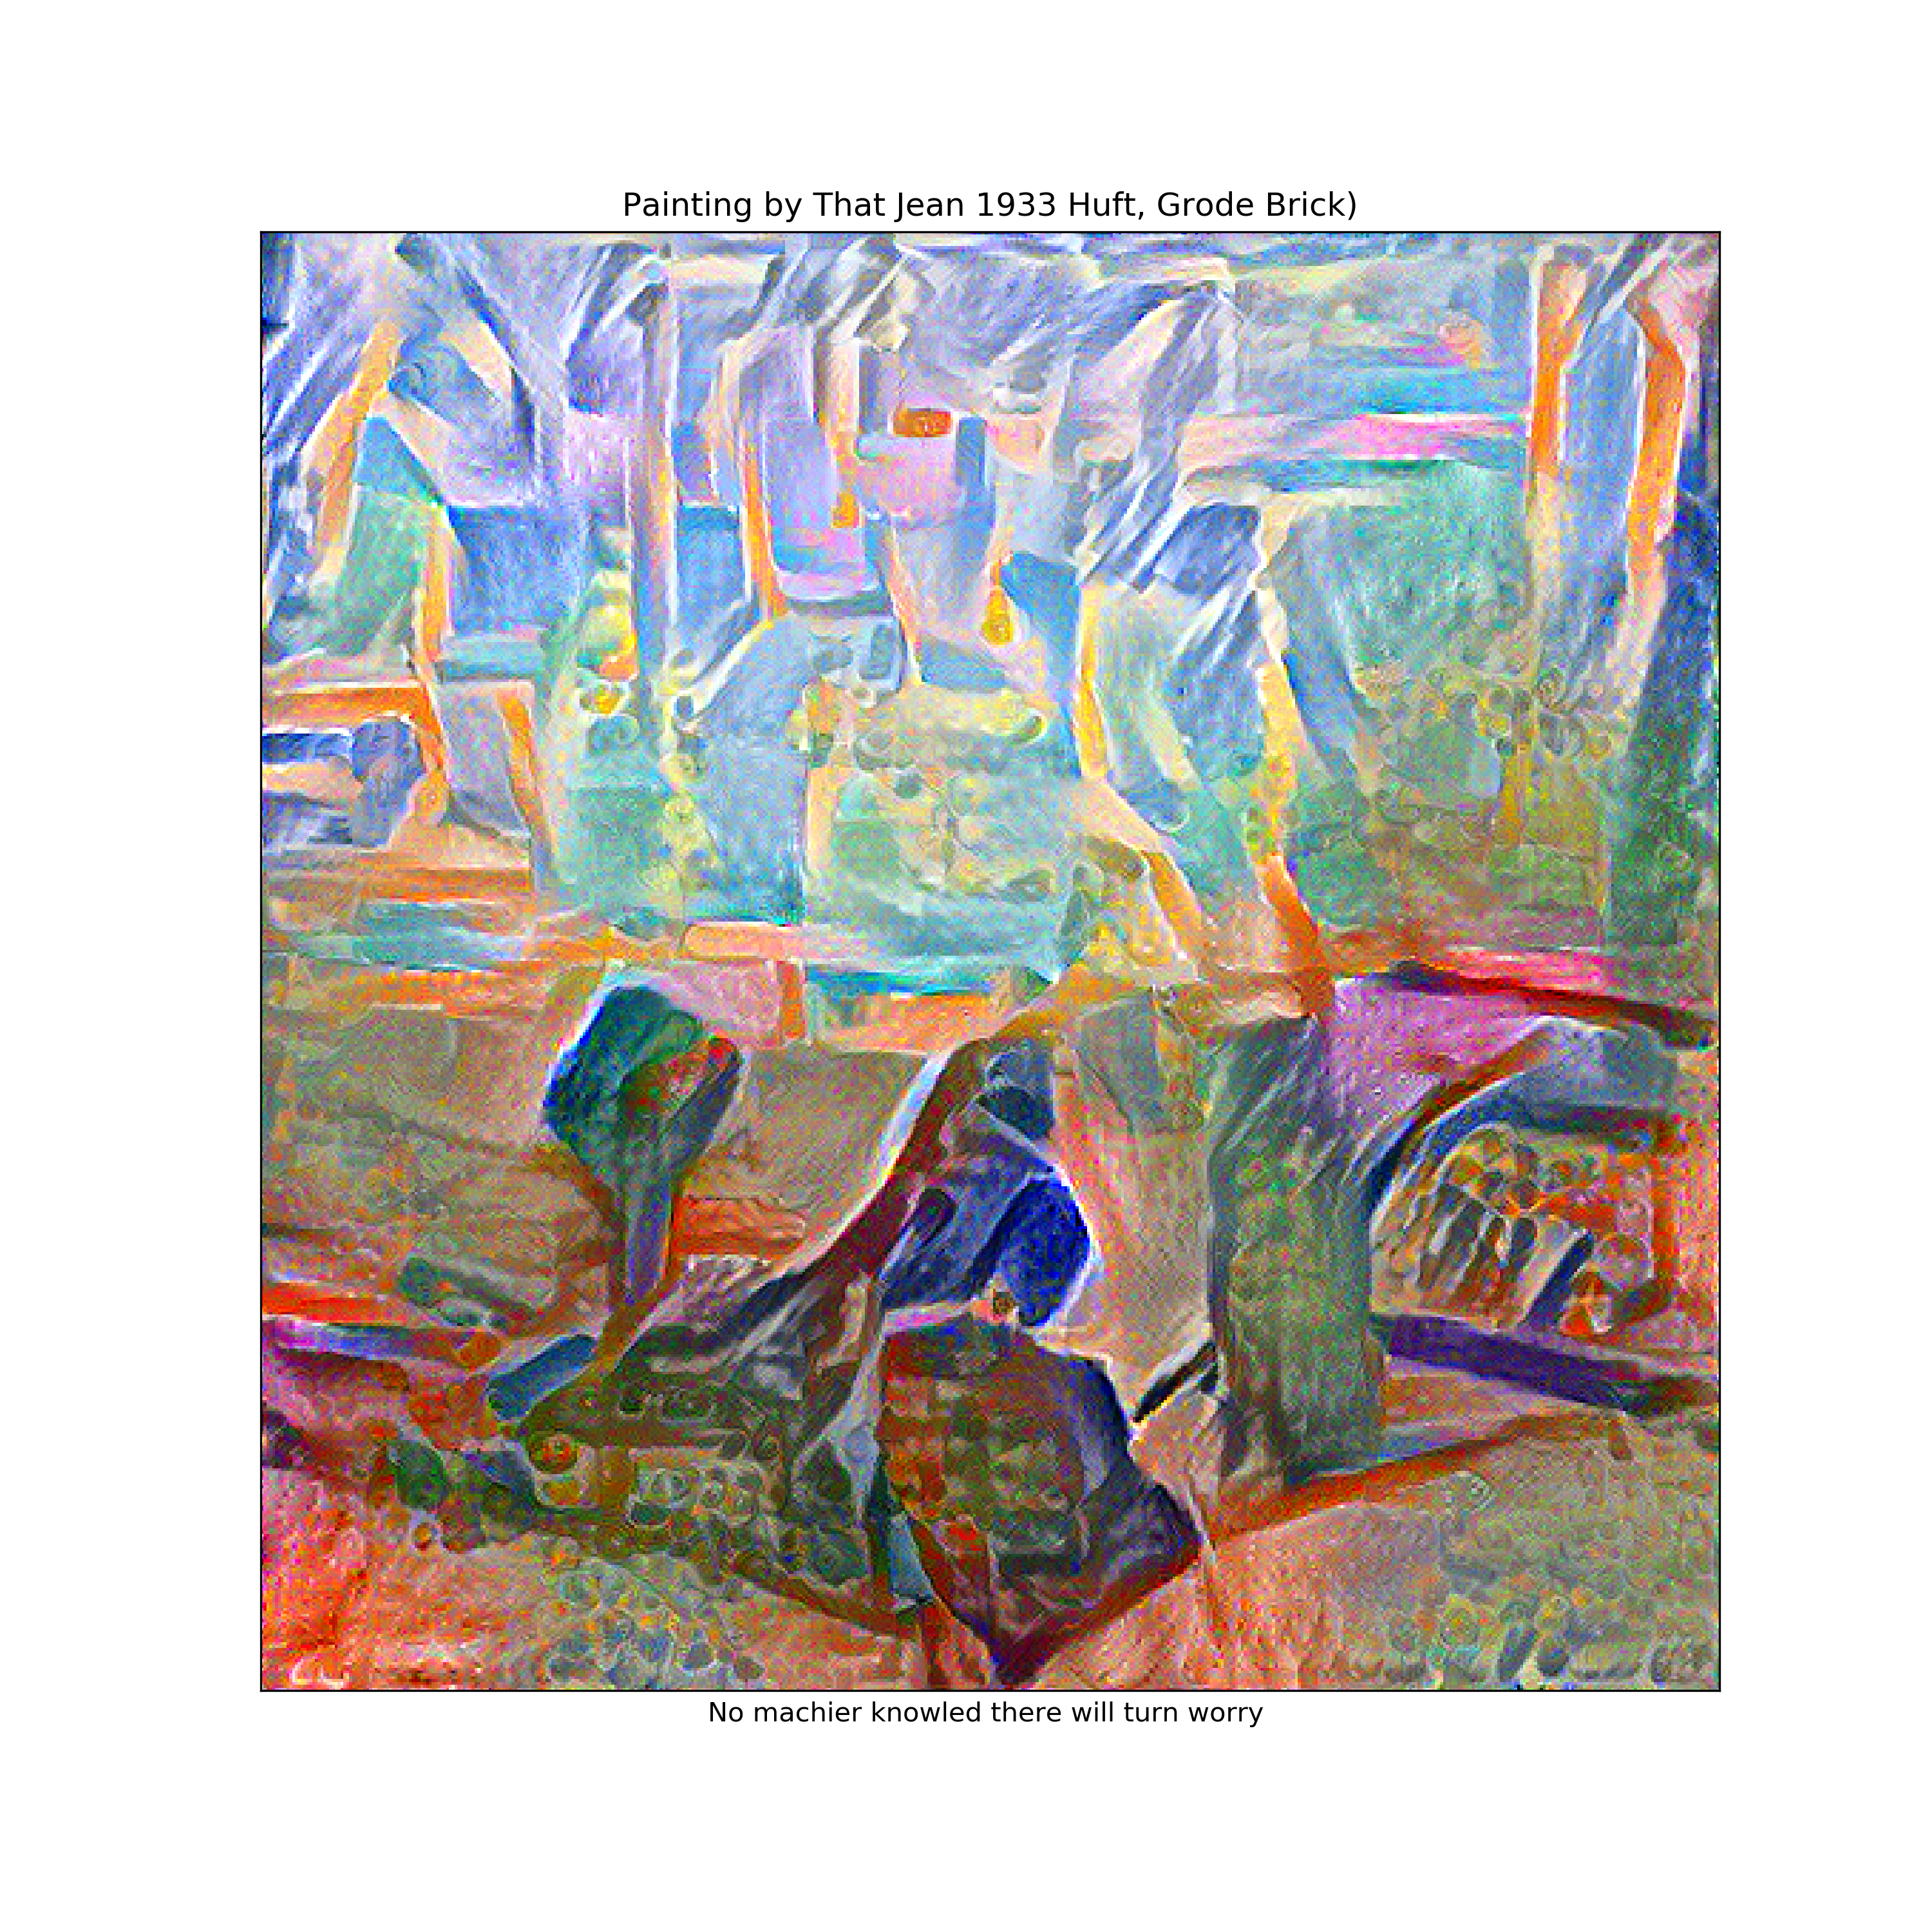 Painting by That Jean 1933 Huft, Grode Brick)
No machier knowled there will turn worry